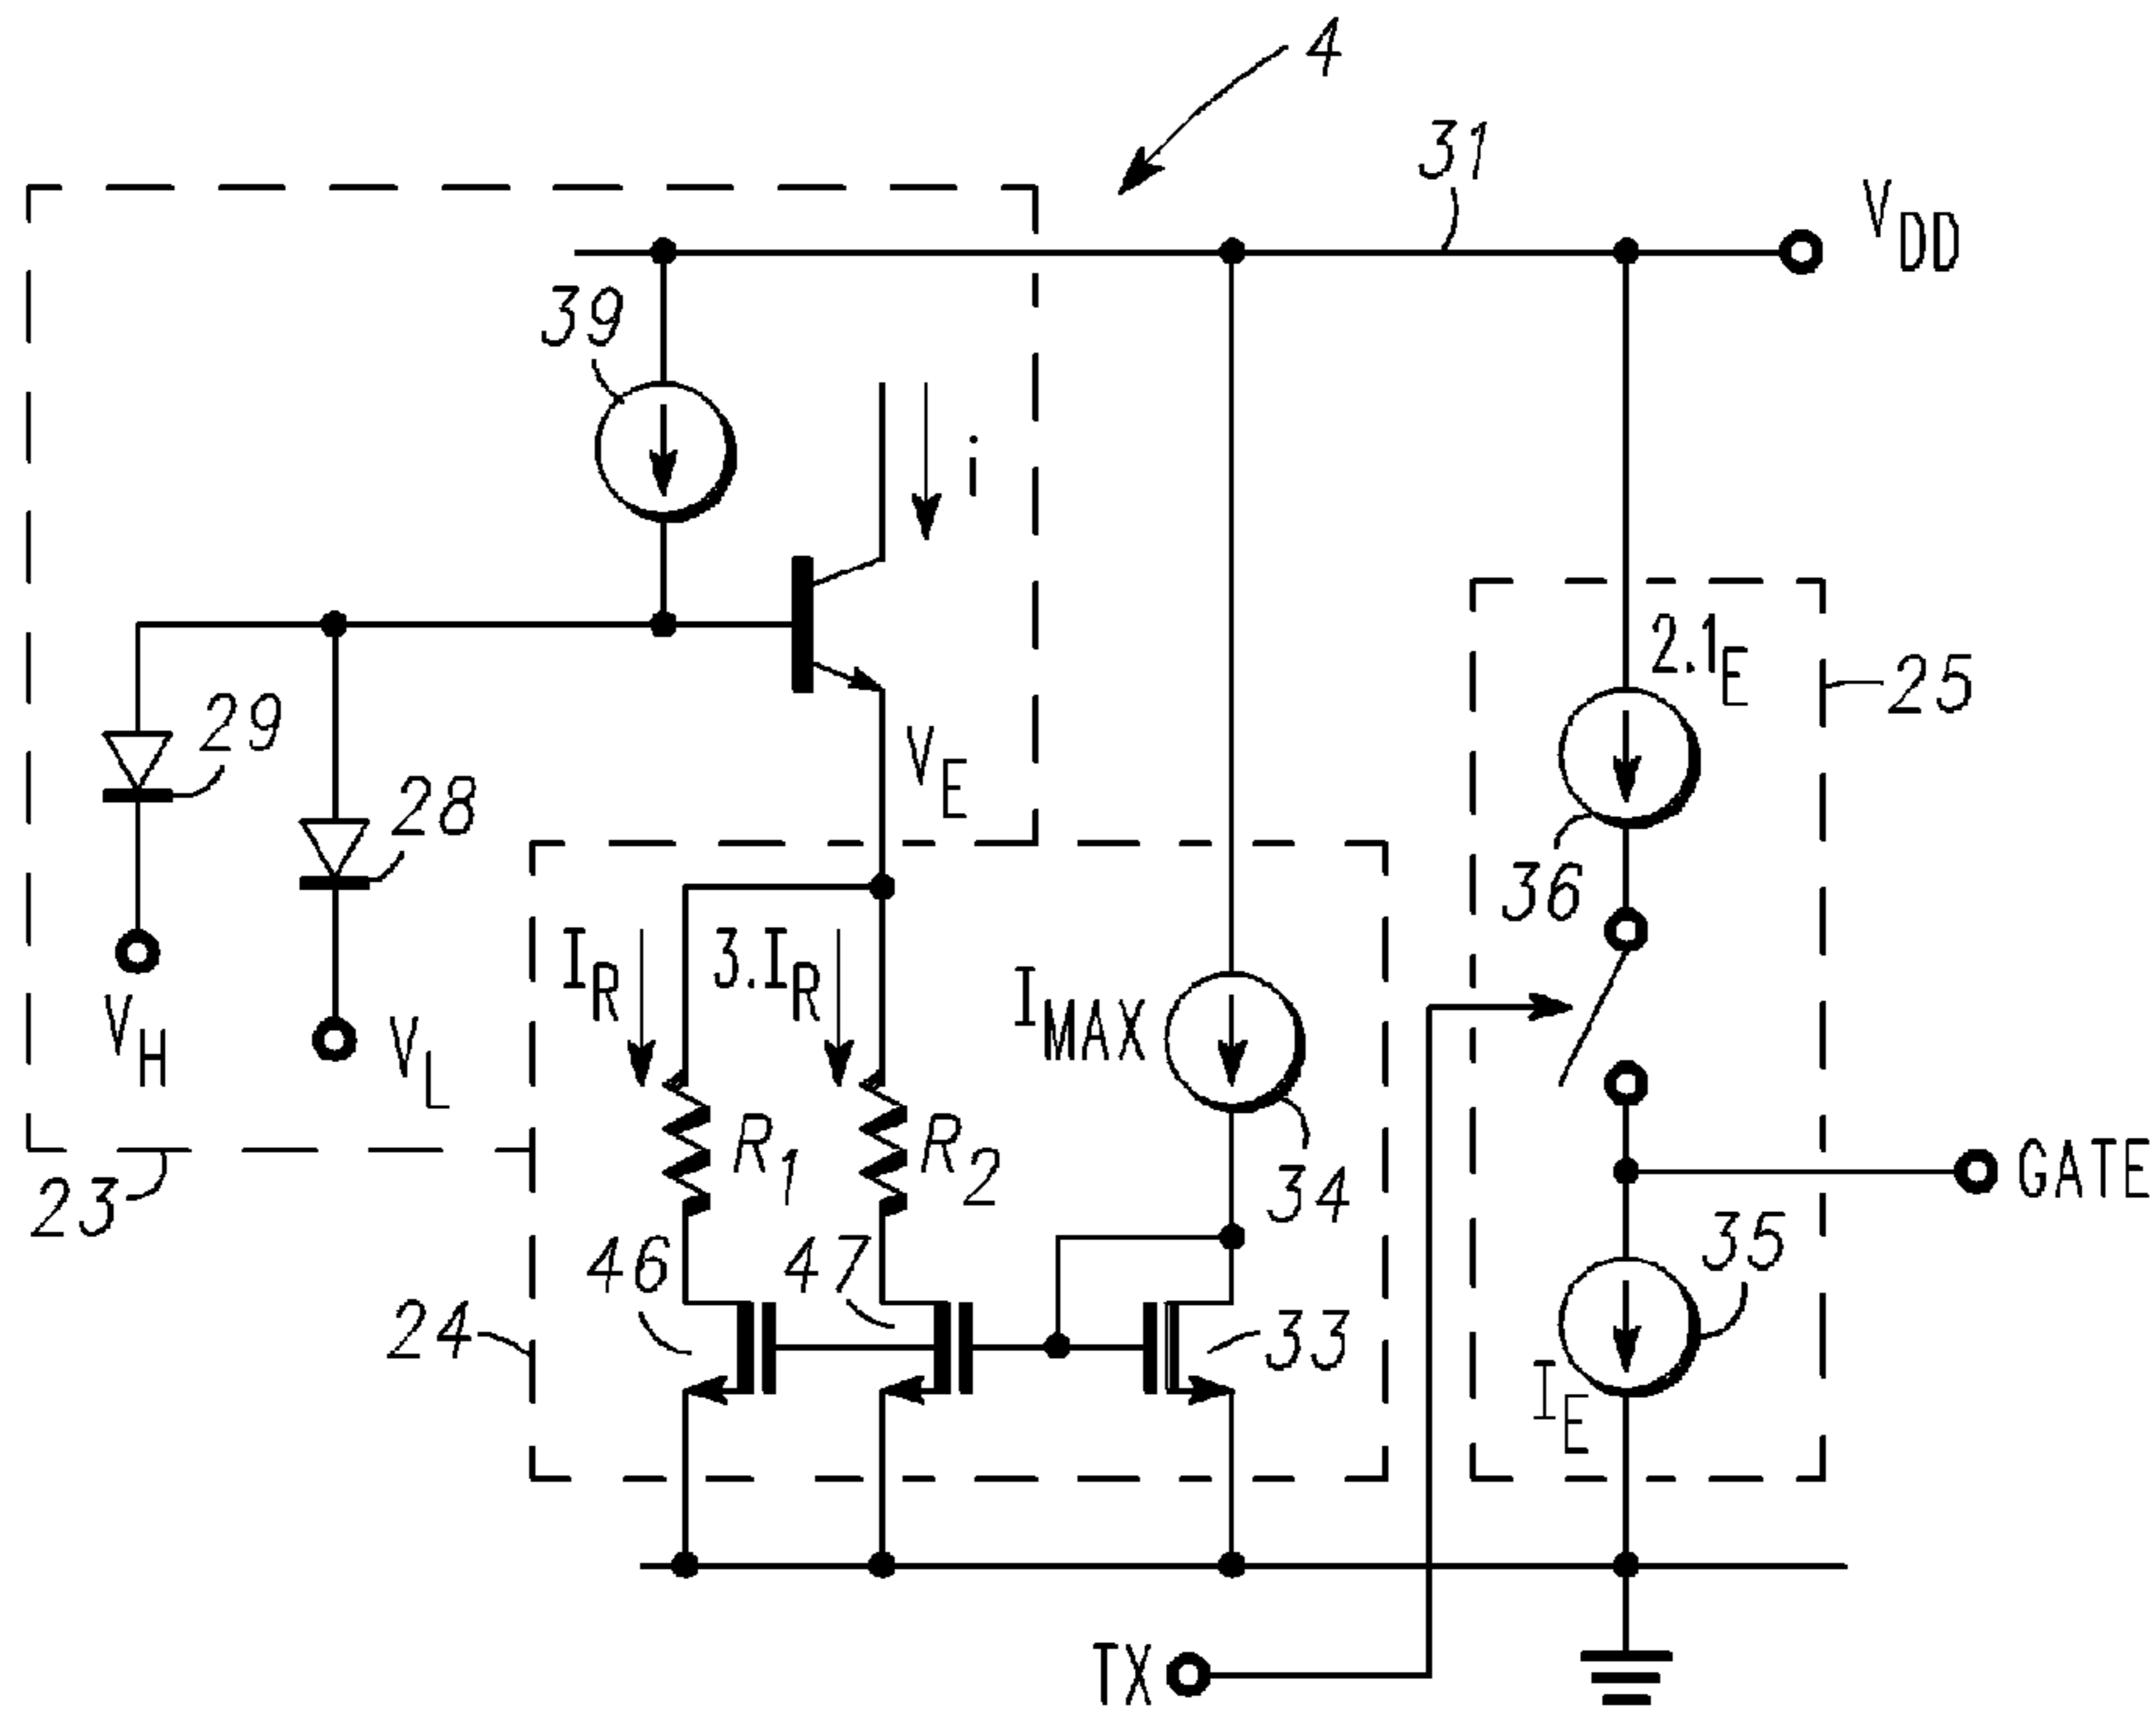 4
31
VDD
39
i
2.1E
25
29
VE
28
36
IR
3.IR
IMAX
VH
VL
R1
R2
34
GATE
23
46
47
35
24
33
IE
TX